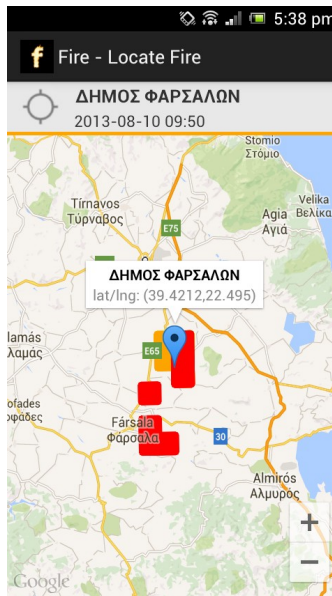 5:38 pm
f Fire - Locate Fire
ΔΗΜΟΣ ΦΑΡΣΑΛΩΝ
2013-08-10 09:50
Stomio
Στόμιο
Velika
Βελίκα
Tírnavos
Τύρναβος
Agia
Αγιά
E75
ΔΗΜΟΣ ΦΑΡΣΑΛΩΝ
lat/lng: (39.4212,22.495)
lamás
λαμάς
E65
ofades
οφάδες
Fársala
Φάρσαλα
30
Almirós
Αλμυρός
+
−
Google